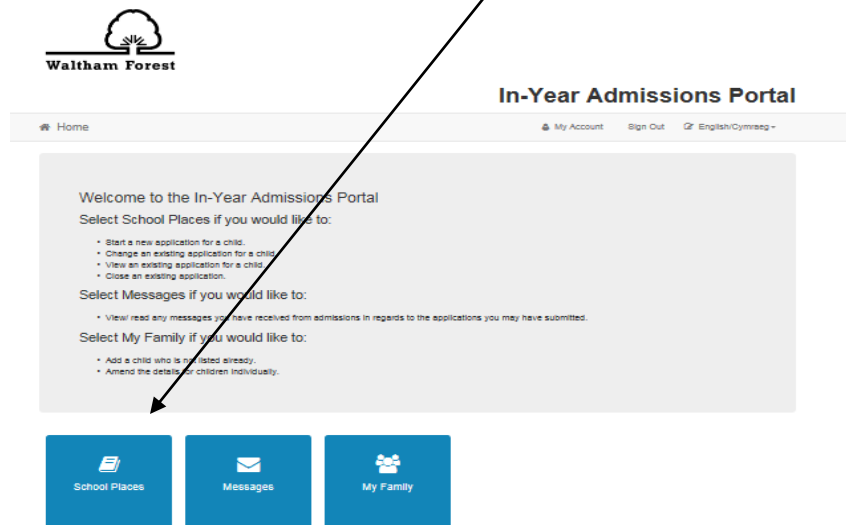 Waltham Forest
In-Year Admissions Portal
Home
My Account Sign Out English/Cymraeg
Welcome to the In-Year Admissions Portal
Select School Places if you would like to:
• Start a new application for a child.
• Change an existing application for a child.
• View an existing application for a child.
• Close an existing application.
Select Messages if you would like to:
• View/ read any messages you have received from admissions in regards to the applications you may have submitted.
Select My Family if you would like to:
• Add a child who is not listed already.
• Amend the details for children individually.
School Places
Messages
My Family